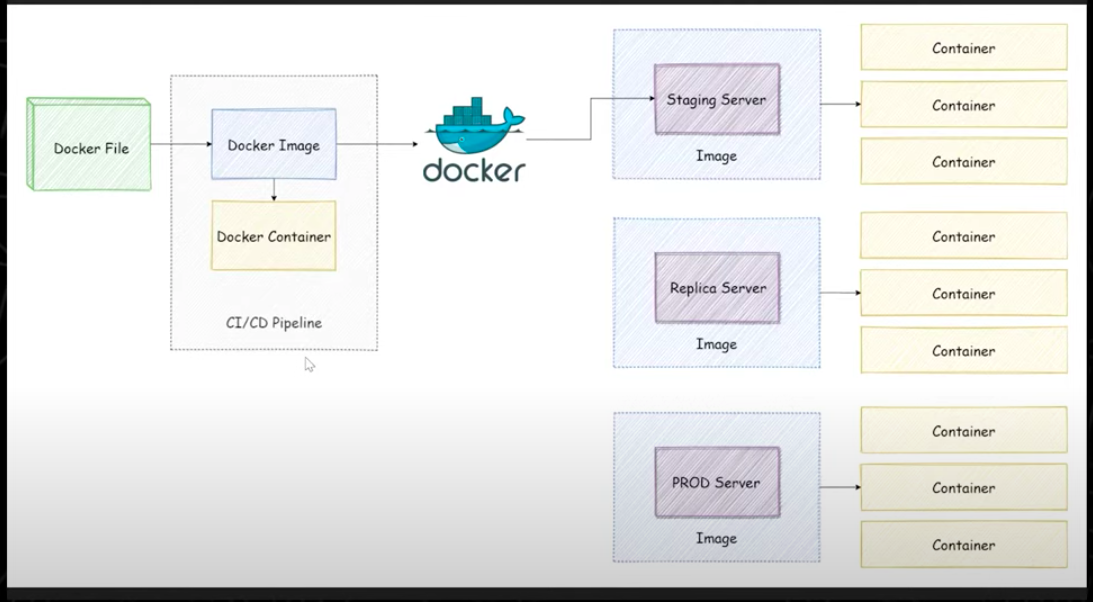 Docker File
Docker Image
Docker Container
CI/CD Pipeline
docker
Staging Server
Image
Container
Container
Container
Replica Server
Image
Container
Container
Container
PROD Server
Image
Container
Container
Container